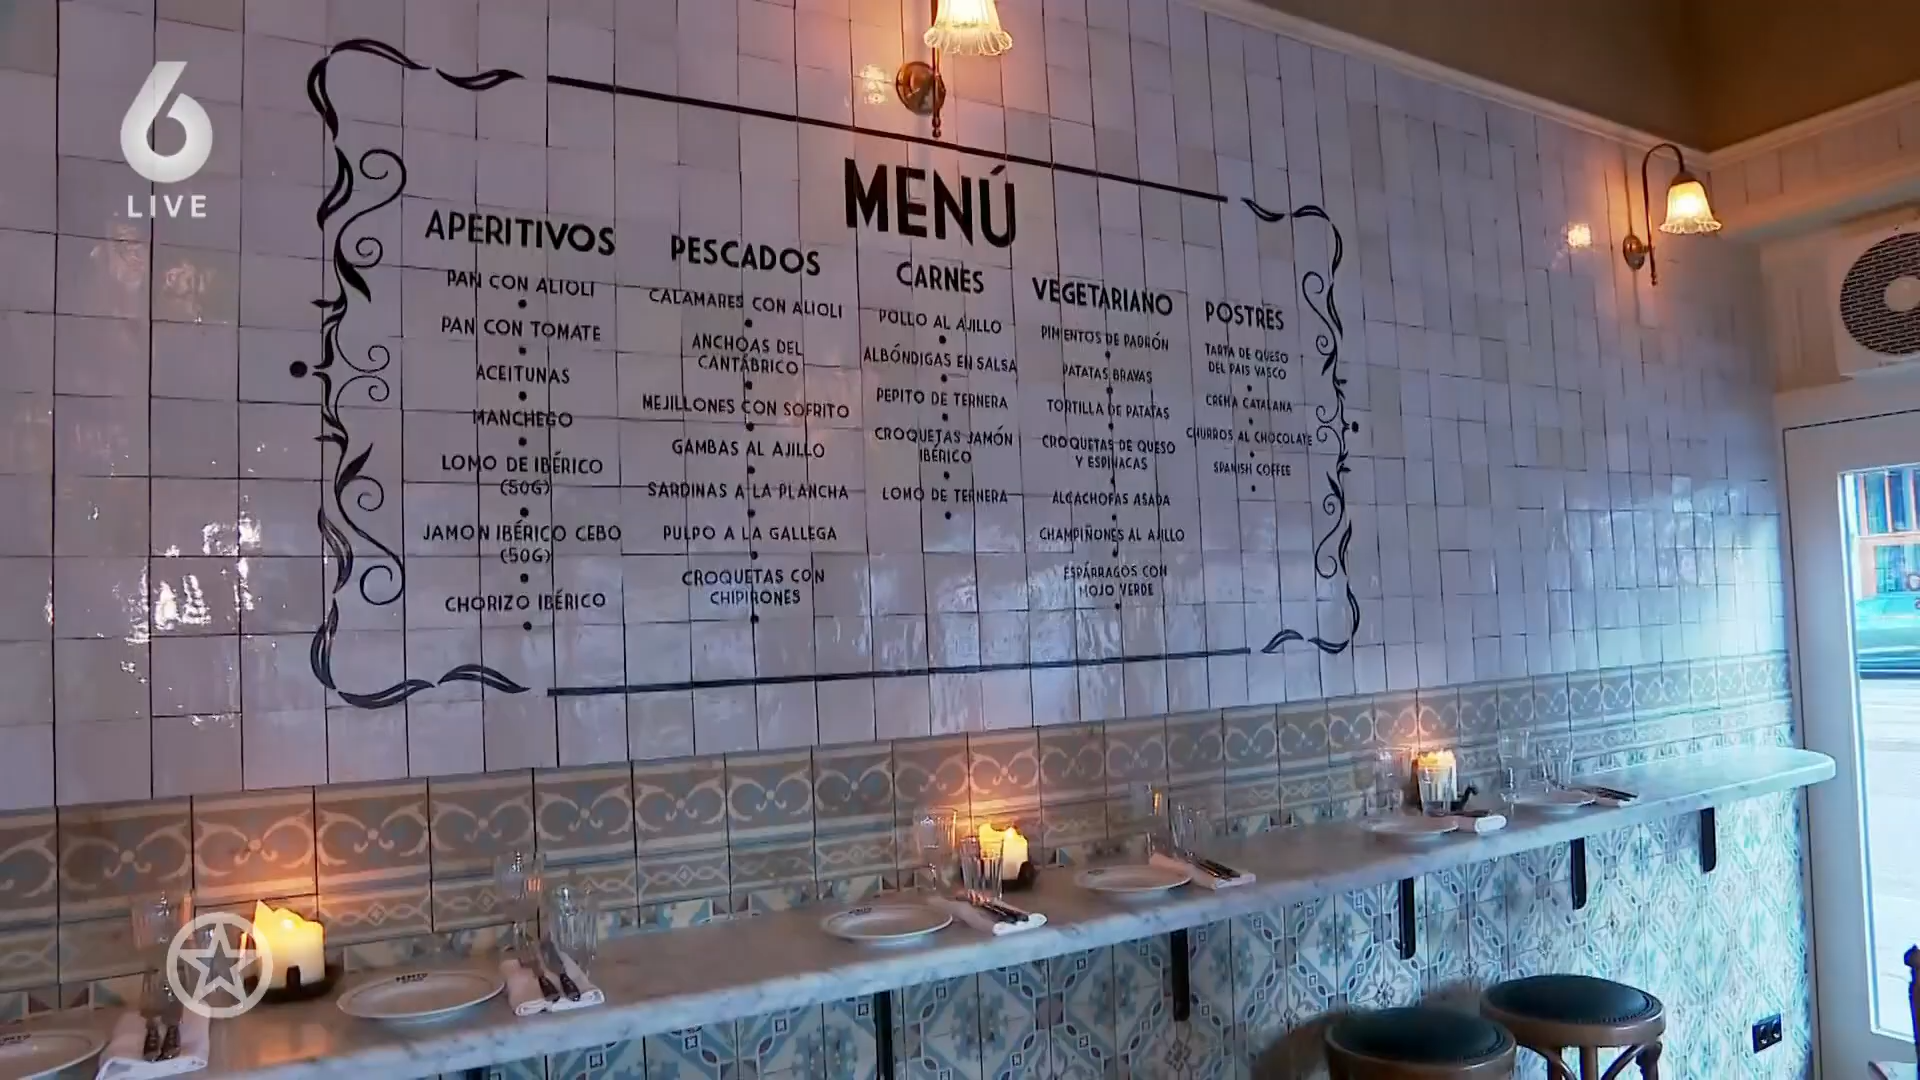 6
LIVE
MENÚ
APERITIVOS
PAN CON ALIOLI
PAN CON TOMATE
ACEITUNAS
MANCHEGO
LOMO DE IBÉRICO
(50G)
JAMON IBÉRICO CEBO
(50G)
CHORIZO IBÉRICO
PESCADOS
CALAMARES CON ALIOLI
ANCHOAS DEL
CANTÁBRICO
MEJILLONES CON SOFRITO
GAMBAS AL AJILLO
SARDINAS A LA PLANCHA
PULPO A LA GALLEGA
CROQUETAS CON
CHIPIRONES
CARNES
POLLO AL AJILLO
ALBÓNDIGAS EN SALSA
PEPITO DE TERNERA
CROQUETAS JAMÓN
IBÉRICO
LOMO DE TERNERA
VEGETARIANO
PIMENTOS DE PADRÓN
PATATAS BRAVAS
TORTILLA DE PATATAS
CROQUETAS DE QUESO
Y ESPINACAS
ALCACHOFAS ASADA
CHAMPIÑONES AL AJILLO
ESPÁRRAGOS CON
MOJO VERDE
POSTRES
TARTA DE QUESO
DEL PAIS VASCO
CREMA CATALANA
CHURROS AL CHOCOLATE
SPANISH COFFEE